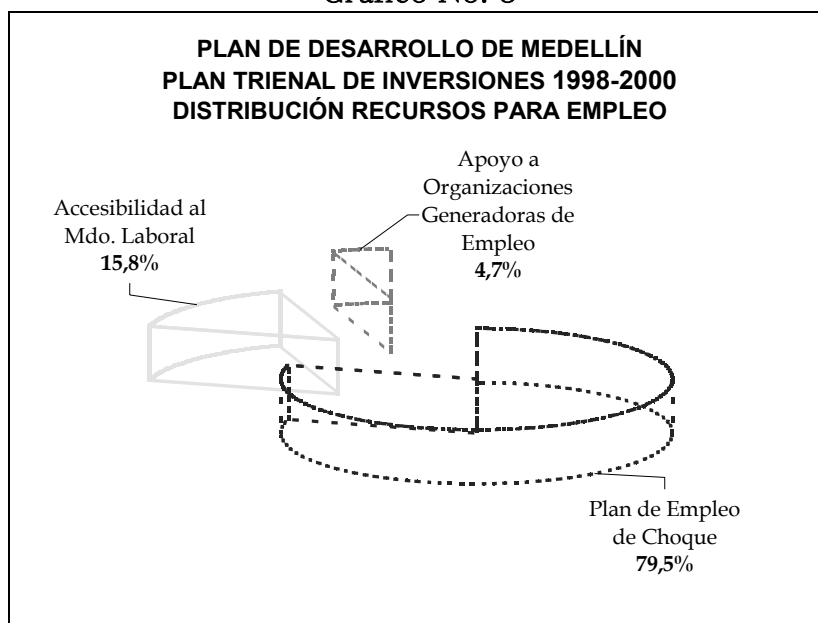 Gráfico No. 8
PLAN DE DESARROLLO DE MEDELLÍN
PLAN TRIENAL DE INVERSIONES 1998-2000
DISTRIBUCIÓN RECURSOS PARA EMPLEO
Apoyo a
Organizaciones
Generadoras de
Empleo
4,7%
Accesibilidad al
Mdo. Laboral
15,8%
Plan de Empleo
de Choque
79,5%